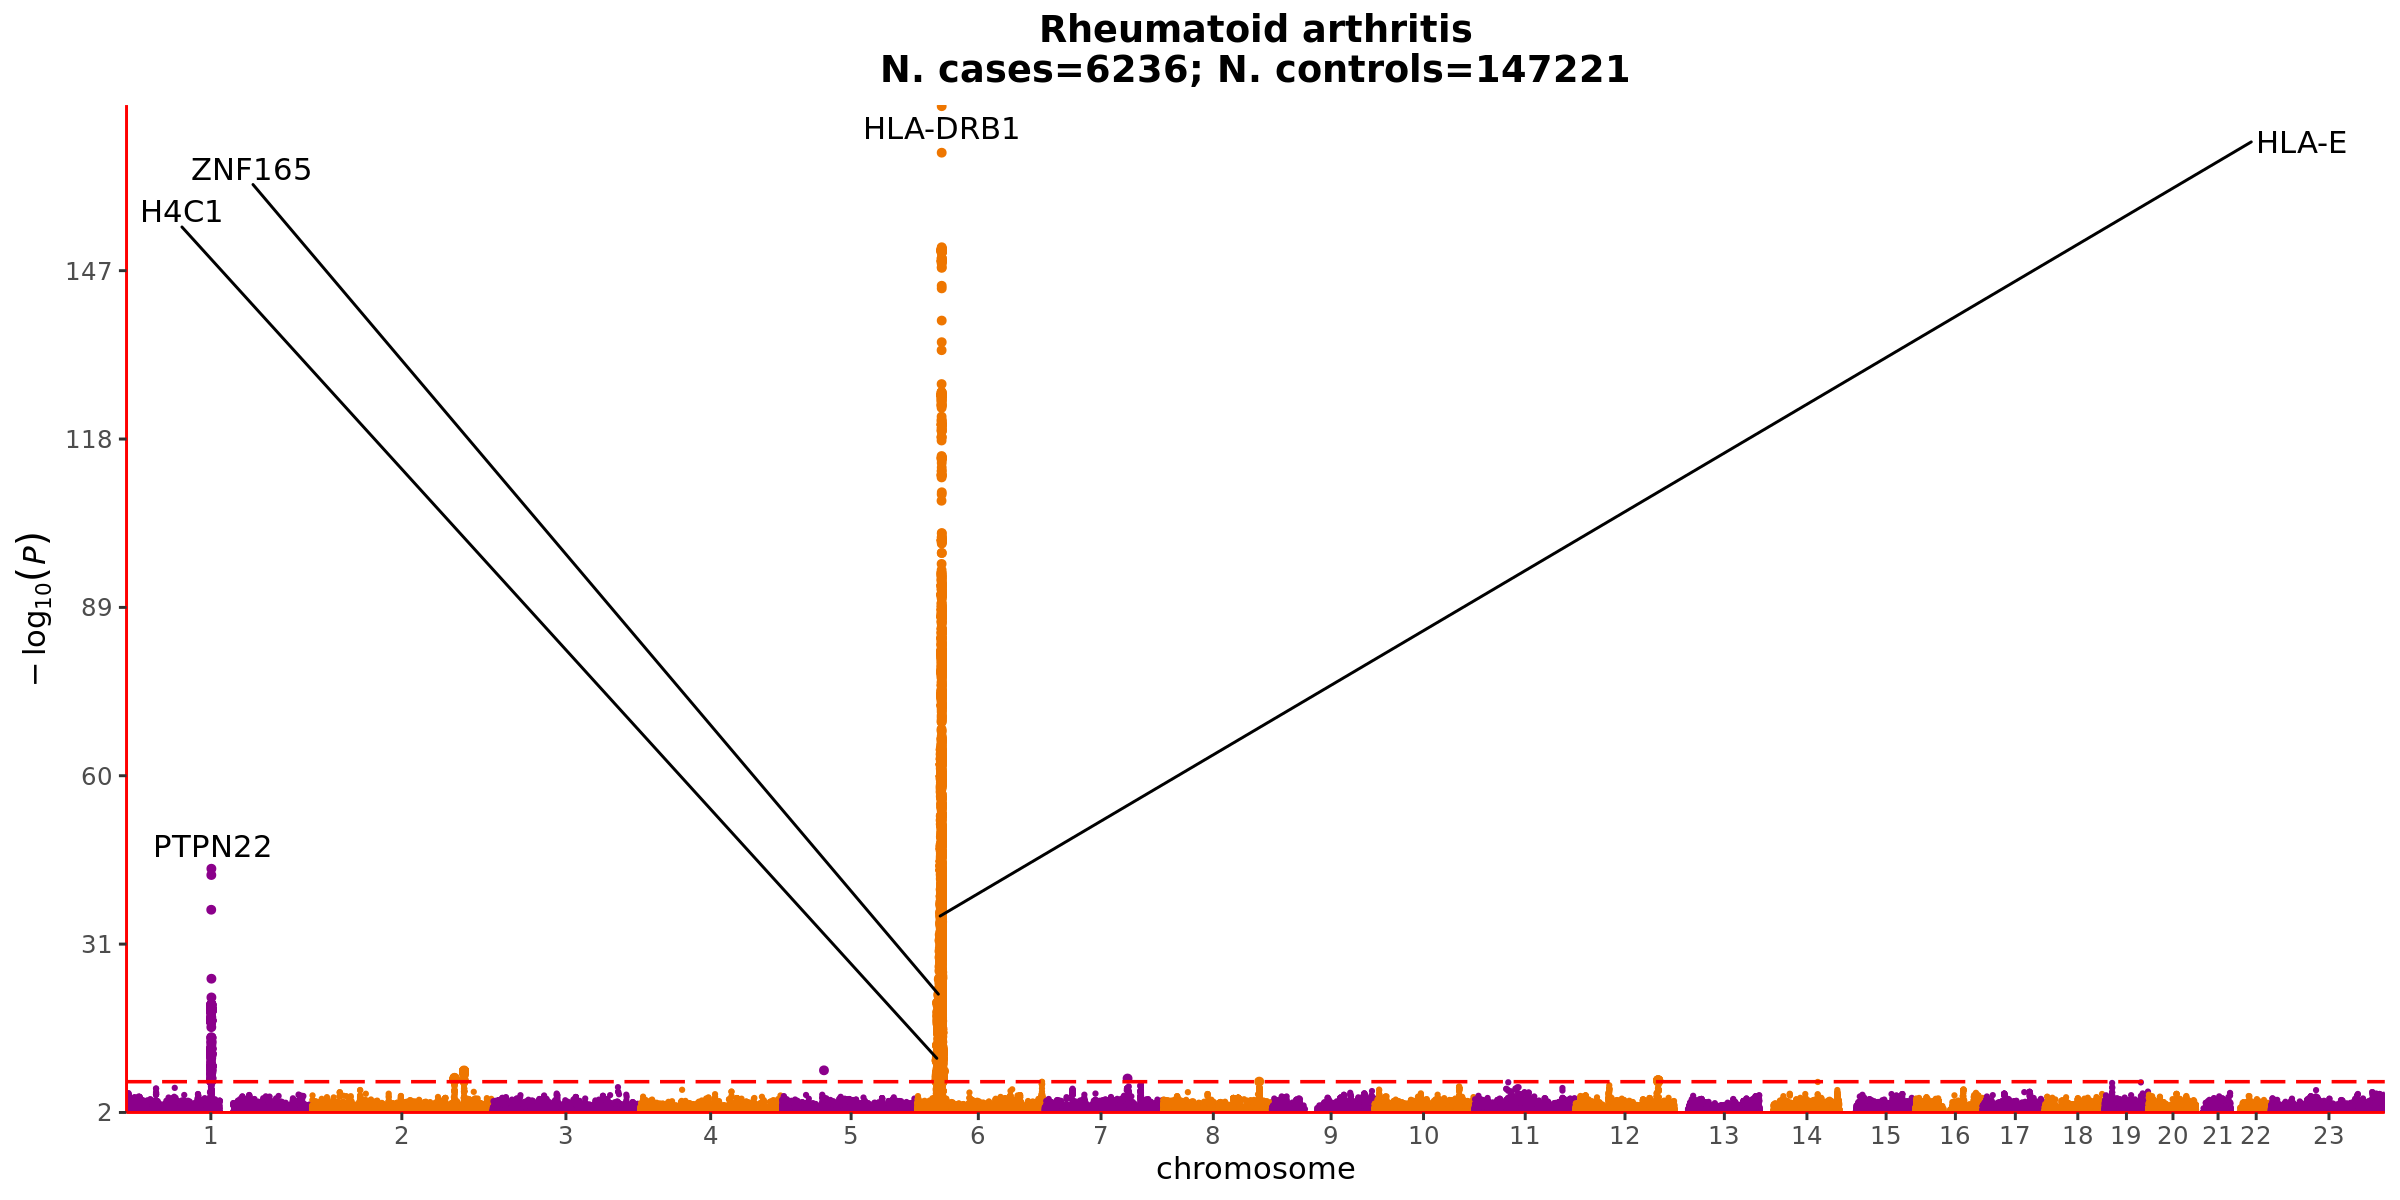 Rheumatoid arthritis
N. cases=6236; N. controls=147221
HLA-DRB1
HLA-E
ZNF165
H4C1
PTPN22
147
118
89
60
31
2
−log₁₀(P)
1 2 3 4 5 6 7 8 9 10 11 12 13 14 15 16 17 18 19 20 21 22 23
chromosome